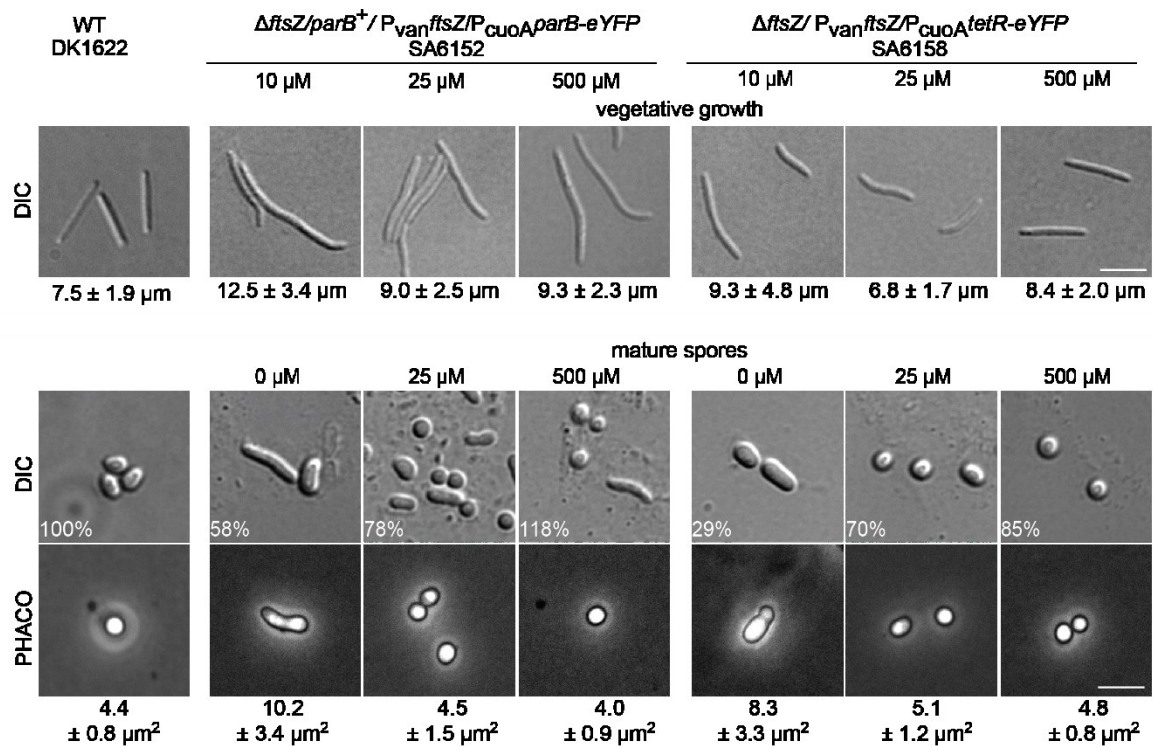 WT
DK1622
ΔftsZ/parB+/ PvanftsZ/PcuoAparB-eYFP
SA6152
ΔftsZ/ PvanftsZ/PcuoAtetR-eYFP
SA6158
10 µM 25 µM 500 µM 10 µM 25 µM 500 µM
vegetative growth
DIC
7.5 ± 1.9 µm 12.5 ± 3.4 µm 9.0 ± 2.5 µm 9.3 ± 2.3 µm 9.3 ± 4.8 µm 6.8 ± 1.7 µm 8.4 ± 2.0 µm
mature spores
0 µM 25 µM 500 µM 0 µM 25 µM 500 µM
DIC
100% 58% 78% 118% 29% 70% 85%
PHACO
4.4 10.2 4.5 4.0 8.3 5.1 4.8
± 0.8 µm² ± 3.4 µm² ± 1.5 µm² ± 0.9 µm² ± 3.3 µm² ± 1.2 µm² ± 0.8 µm²